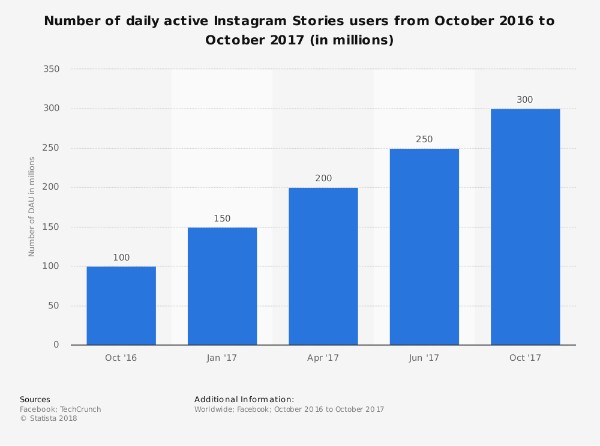 Number of daily active Instagram Stories users from October 2016 to
October 2017 (in millions)
Number of DAU in millions
350
300
250
200
150
100
50
0
100
150
200
250
300
Oct '16
Jan '17
Apr '17
Jun '17
Oct '17
Sources
Facebook; TechCrunch
© Statista 2018
Additional Information:
Worldwide; Facebook; October 2016 to October 2017